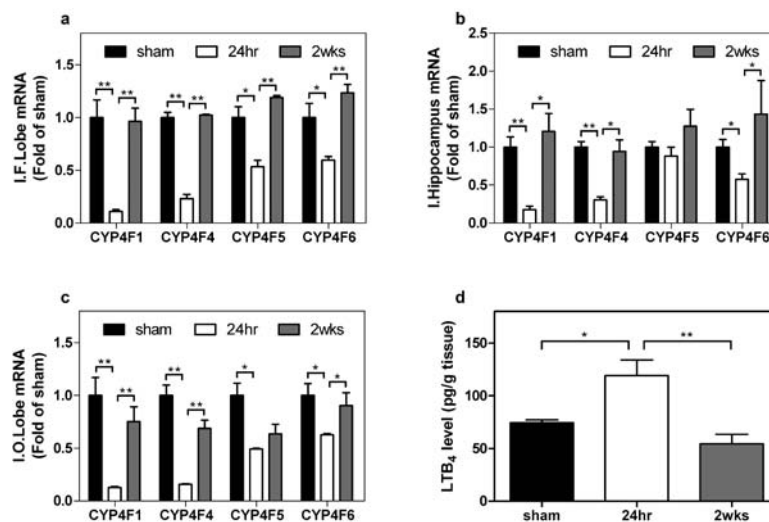 a
sham 24hr 2wks
I.F.Lobe mRNA
(Fold of sham)
1.5
1.0
0.5
0.0
** ** ** ** * ** * **
CYP4F1 CYP4F4 CYP4F5 CYP4F6
b
sham 24hr 2wks
I.Hippocampus mRNA
(Fold of sham)
2.5
2.0
1.5
1.0
0.5
0.0
** * ** * * *
CYP4F1 CYP4F4 CYP4F5 CYP4F6
c
sham 24hr 2wks
I.O.Lobe mRNA
(Fold of sham)
1.5
1.0
0.5
0.0
** ** ** ** * * *
CYP4F1 CYP4F4 CYP4F5 CYP4F6
d
LTB4 level (pg/g tissue)
200
150
100
50
0
* **
sham 24hr 2wks